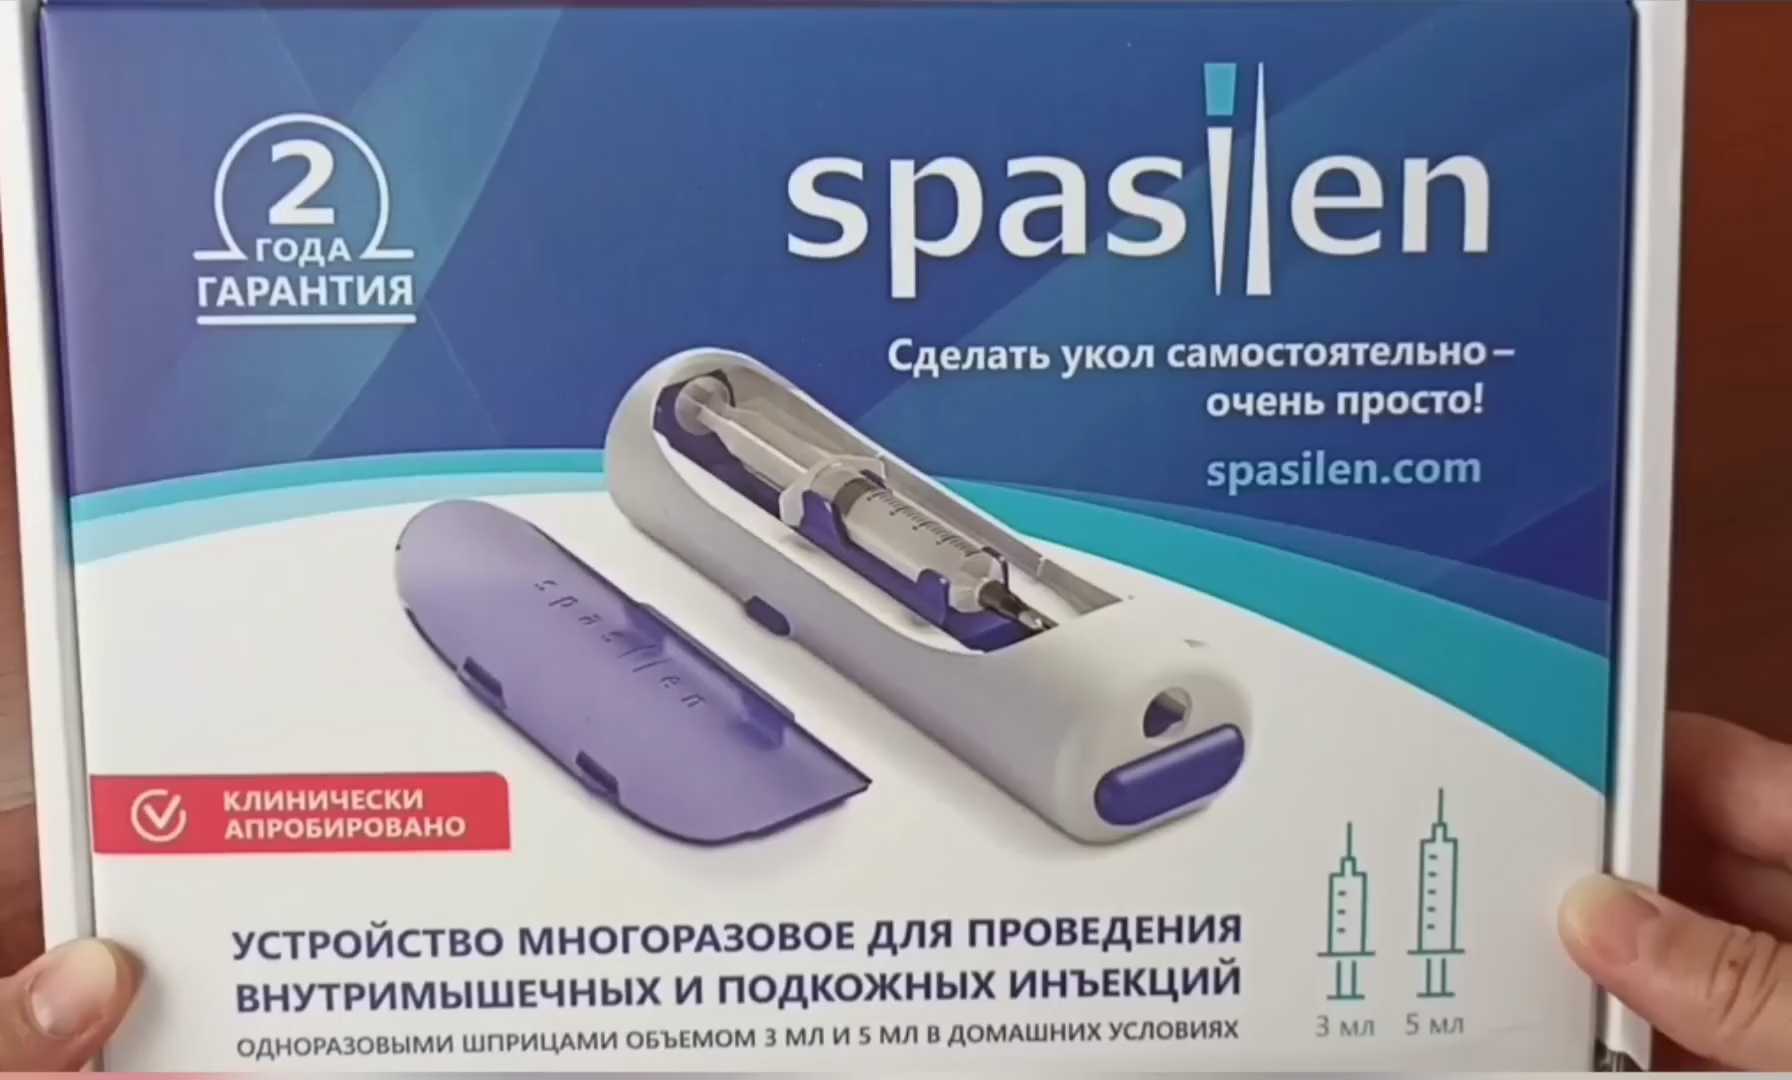 2
ГОДА
ГАРАНТИЯ
spasilen
Сделать укол самостоятельно –
очень просто!
spasilen.com
spasilen
КЛИНИЧЕСКИ
АПРОБИРОВАНО
УСТРОЙСТВО МНОГОРАЗОВОЕ ДЛЯ ПРОВЕДЕНИЯ
ВНУТРИМЫШЕЧНЫХ И ПОДКОЖНЫХ ИНЪЕКЦИЙ
ОДНОРАЗОВЫМИ ШПРИЦАМИ ОБЪЕМОМ 3 МЛ И 5 МЛ В ДОМАШНИХ УСЛОВИЯХ
3 мл 5 мл